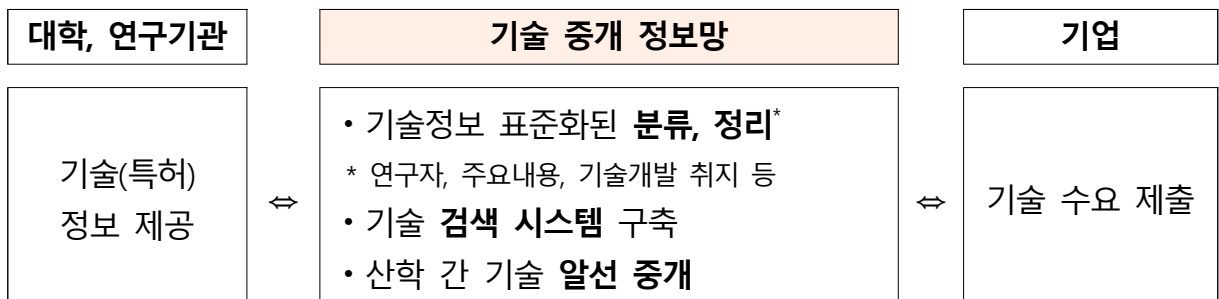 대학, 연구기관
기술 중개 정보망
기업
기술(특허)
정보 제공
⇔
• 기술정보 표준화된 분류, 정리*
* 연구자, 주요내용, 기술개발 취지 등
• 기술 검색 시스템 구축
• 산학 간 기술 알선 중개
⇔
기술 수요 제출